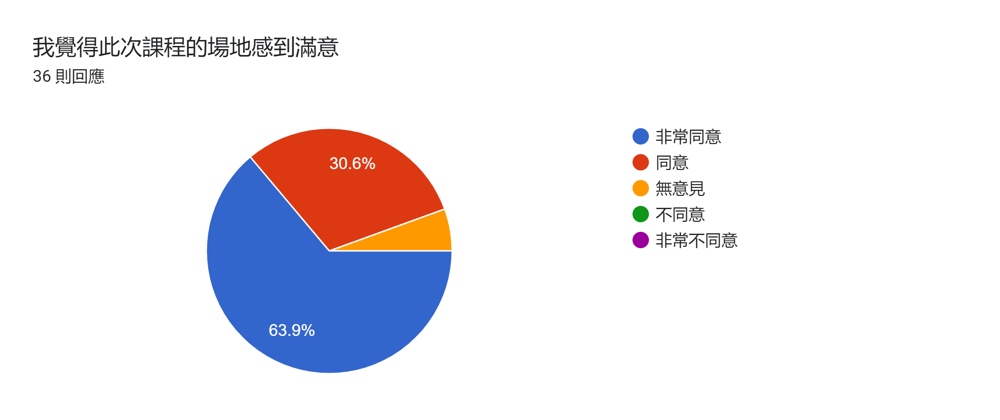 我覺得此次課程的場地感到滿意
36 則回應
30.6%
63.9%
非常同意
同意
無意見
不同意
非常不同意